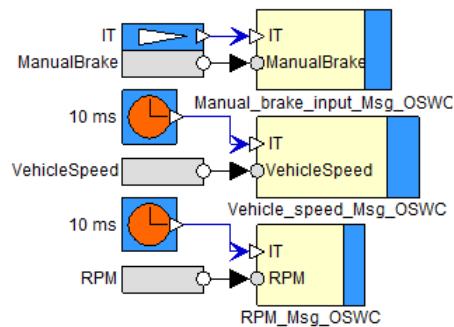 IT IT
ManualBrake ManualBrake
Manual_brake_input_Msg_OSWC
10 ms IT
VehicleSpeed VehicleSpeed
Vehicle_speed_Msg_OSWC
10 ms IT
RPM RPM
RPM_Msg_OSWC